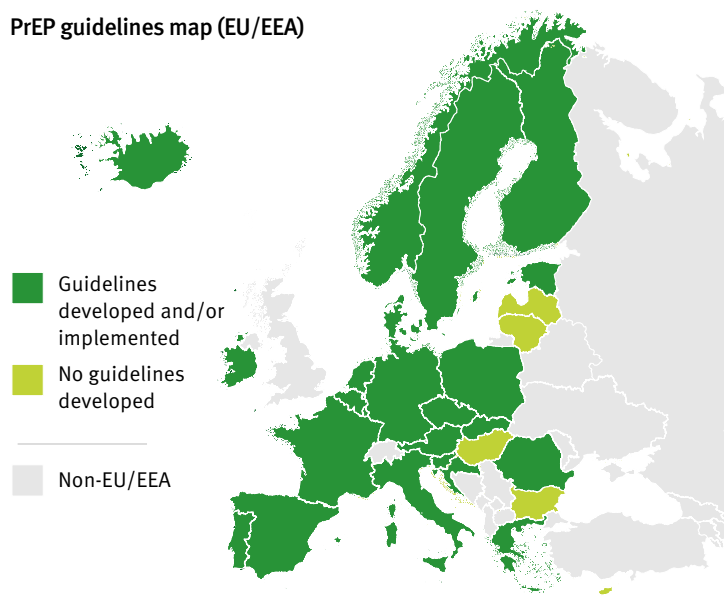 PrEP guidelines map (EU/EEA)
Guidelines
developed and/or
implemented
No guidelines
developed
Non-EU/EEA